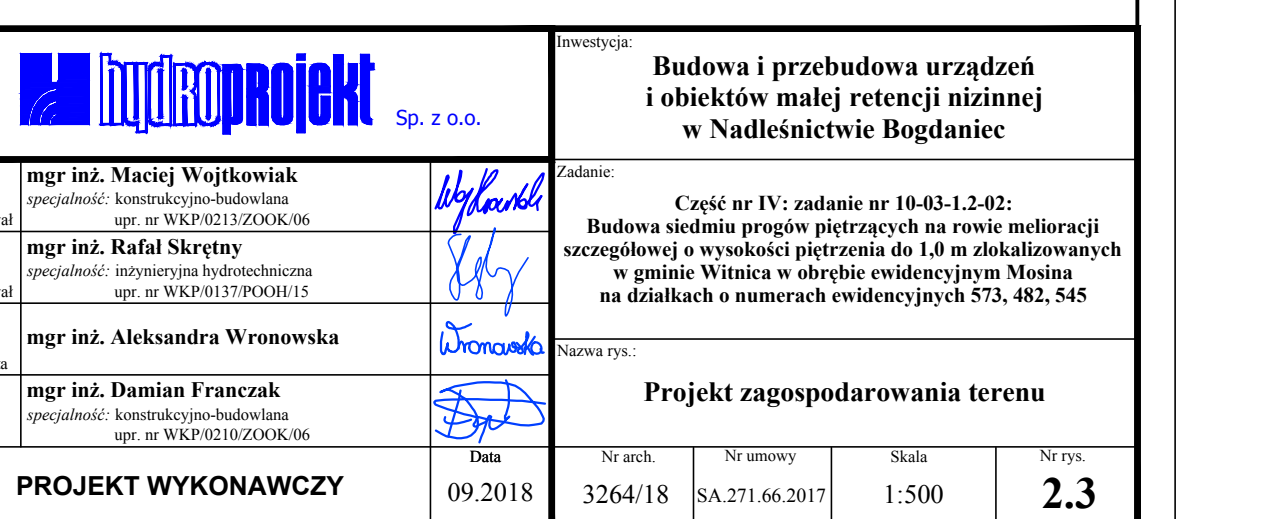 hydroprojekt Sp. z o.o.
Inwestycja:
Budowa i przebudowa urządzeń
i obiektów małej retencji nizinnej
w Nadleśnictwie Bogdaniec
mgr inż. Maciej Wojtkowiak
specjalność: konstrukcyjno-budowlana
upr. nr WKP/0213/ZOOK/06
Wojtkowiak
mgr inż. Rafał Skrętny
specjalność: inżynieryjna hydrotechniczna
upr. nr WKP/0137/POOH/15
mgr inż. Aleksandra Wronowska
Wronowska
mgr inż. Damian Franczak
specjalność: konstrukcyjno-budowlana
upr. nr WKP/0210/ZOOK/06
Zadanie:
Część nr IV: zadanie nr 10-03-1.2-02:
Budowa siedmiu progów piętrzących na rowie melioracji
szczegółowej o wysokości piętrzenia do 1,0 m zlokalizowanych
w gminie Witnica w obrębie ewidencyjnym Mosina
na działkach o numerach ewidencyjnych 573, 482, 545
Nazwa rys.:
Projekt zagospodarowania terenu
PROJEKT WYKONAWCZY
Data
09.2018
Nr arch.
3264/18
Nr umowy
SA.271.66.2017
Skala
1:500
Nr rys.
2.3